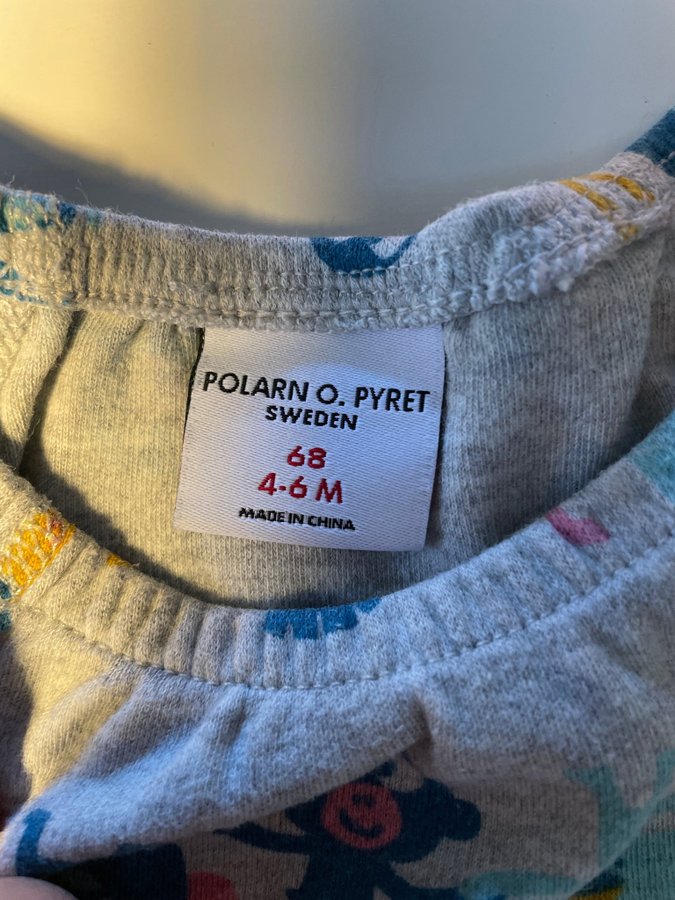 POLARN O. PYRET
SWEDEN
68
4-6 M
MADE IN CHINA